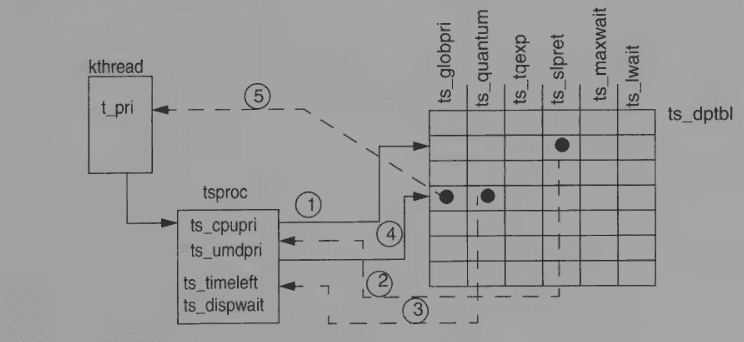 ts_globpri
ts_quantum
ts_tqexp
ts_slpret
ts_maxwait
ts_lwait
kthread
t_pri
5
ts_dptbl
tsproc
1
ts_cpupri
4
ts_umdpri
2
ts_timeleft
3
ts_dispwait